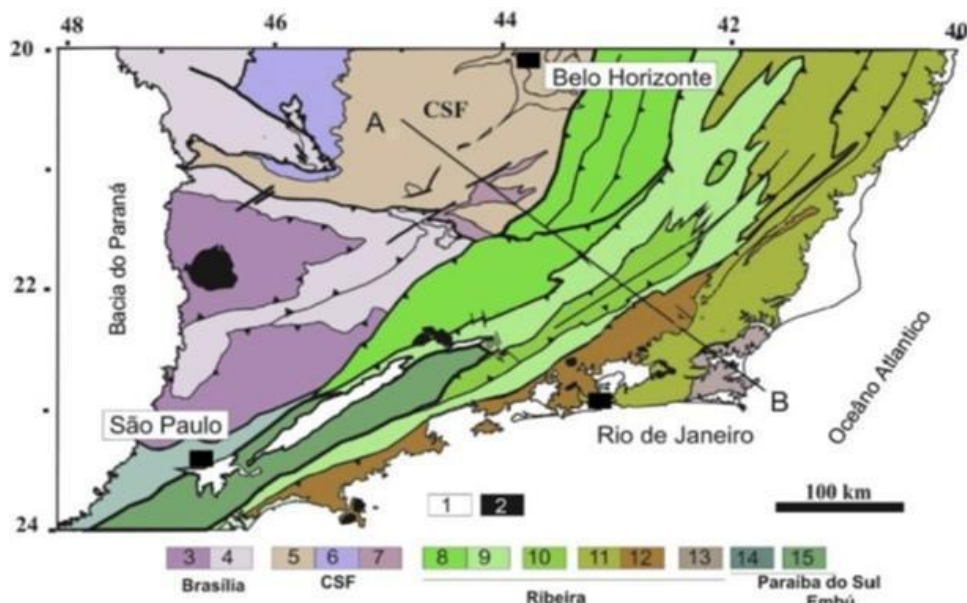 48
46
44
42
40
20
Belo Horizonte
CSF
A
Bacia do Paraná
22
Oceâno Atlantico
B
São Paulo
Rio de Janeiro
100 km
24
1 2
3 4 5 6 7 8 9 10 11 12 13 14 15
Brasília CSF Ribeira Paraiba do Sul
Embú